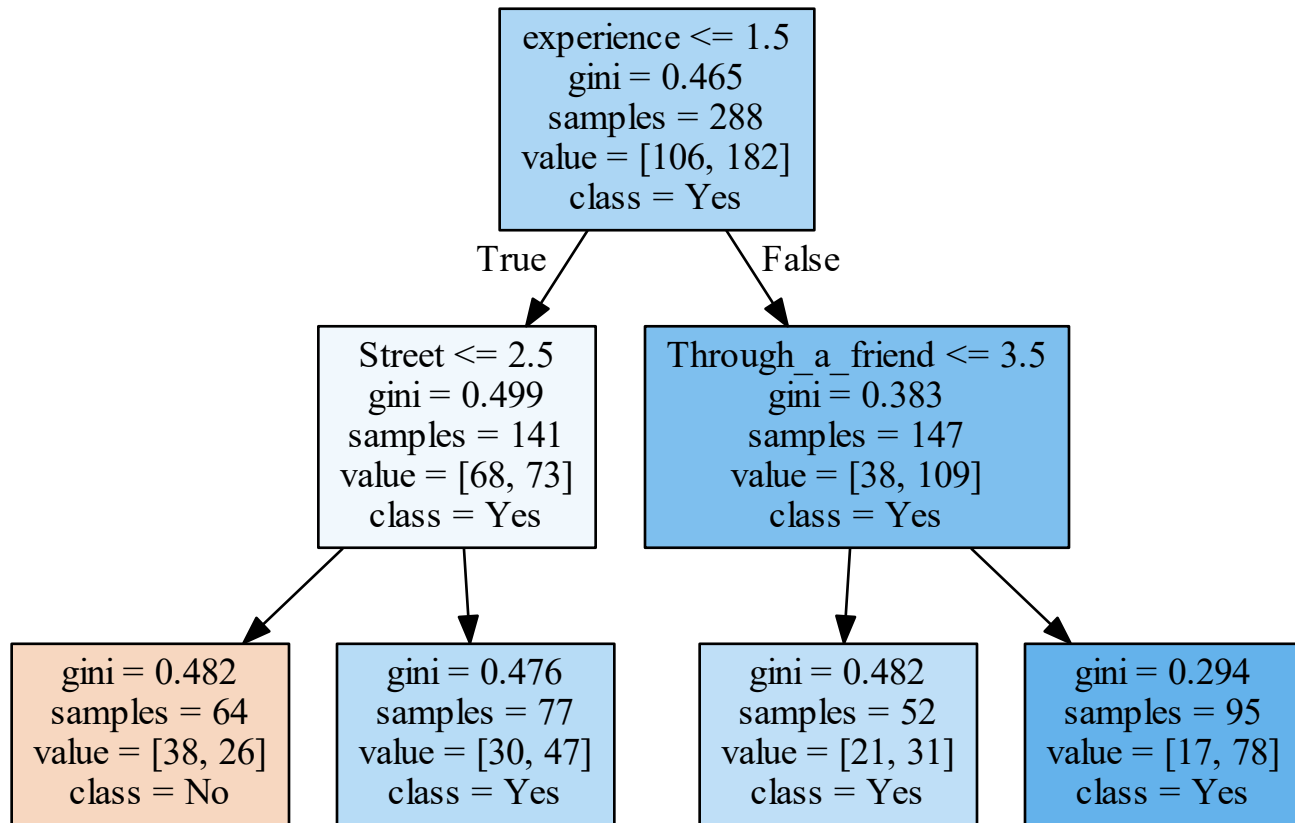 experience <= 1.5
gini = 0.465
samples = 288
value = [106, 182]
class = Yes
True
False
Street <= 2.5
gini = 0.499
samples = 141
value = [68, 73]
class = Yes
Through_a_friend <= 3.5
gini = 0.383
samples = 147
value = [38, 109]
class = Yes
gini = 0.482
samples = 64
value = [38, 26]
class = No
gini = 0.476
samples = 77
value = [30, 47]
class = Yes
gini = 0.482
samples = 52
value = [21, 31]
class = Yes
gini = 0.294
samples = 95
value = [17, 78]
class = Yes